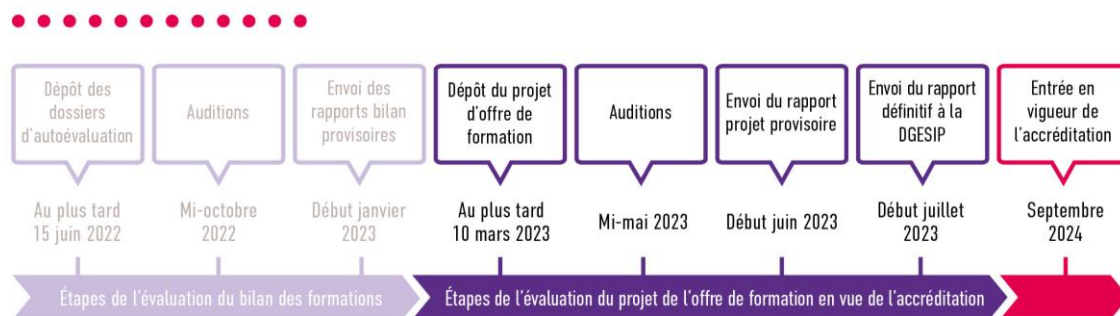 Dépôt des
dossiers
d'autoévaluation
Auditions
Envoi des
rapports bilan
provisoires
Dépôt du projet
d'offre de
formation
Auditions
Envoi du rapport
projet provisoire
Envoi du rapport
définitif à la
DGESIP
Entrée en
vigueur de
l'accréditation
Au plus tard
15 juin 2022
Mi-octobre
2022
Début janvier
2023
Au plus tard
10 mars 2023
Mi-mai 2023
Début juin 2023
Début juillet
2023
Septembre
2024
Étapes de l'évaluation du bilan des formations
Étapes de l'évaluation du projet de l'offre de formation en vue de l'accréditation